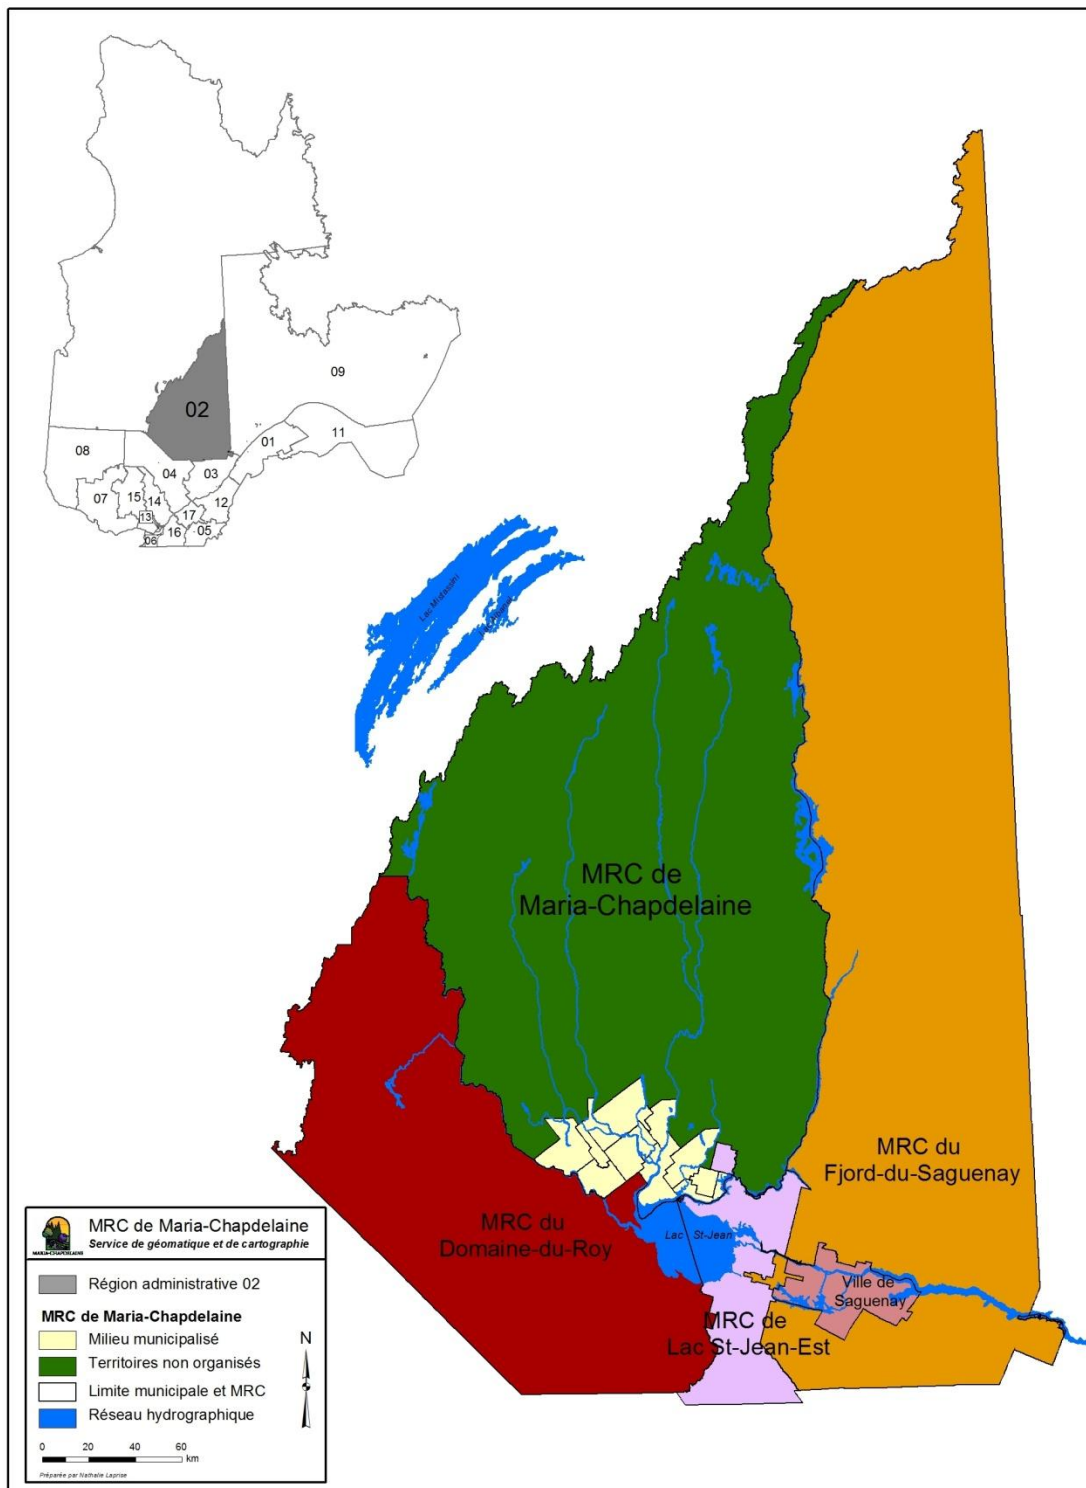 09
02
08
01
11
04
03
07
15
14
12
13
17
16
05
06
Lac Mistassini
MRC de
Maria-Chapdelaine
MRC du
Fjord-du-Saguenay
MRC du
Domaine-du-Roy
Lac St-Jean
Ville de
Saguenay
MRC de
Lac St-Jean-Est
MARIA-CHAPDELAINE
MRC de Maria-Chapdelaine
Service de géomatique et de cartographie
Région administrative 02
MRC de Maria-Chapdelaine
Milieu municipalisé
Territoires non organisés
Limite municipale et MRC
Réseau hydrographique
N
0 20 40 60
km
Préparée par Nathalie Laprise